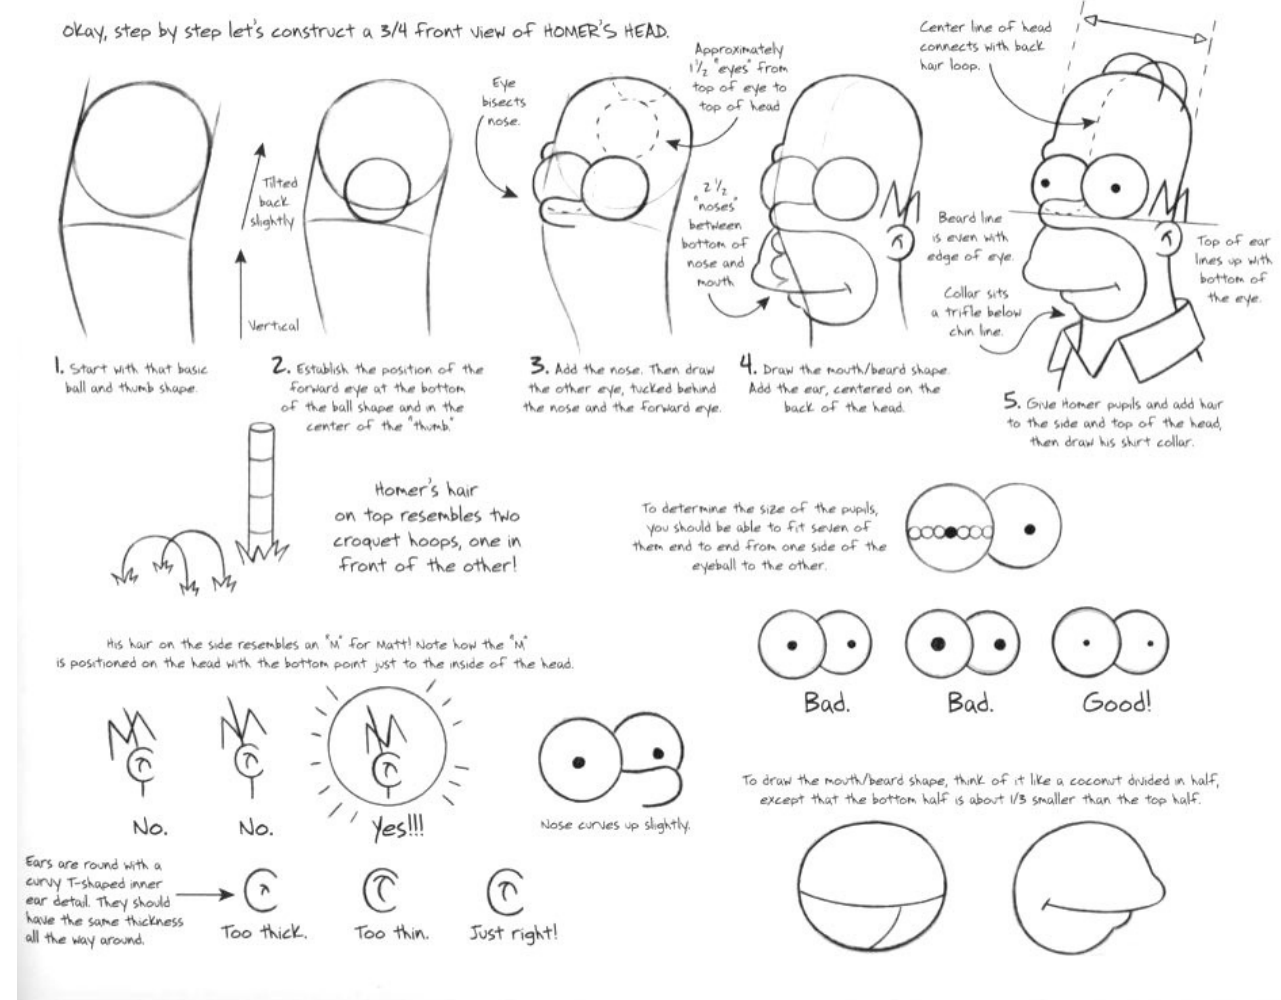 Okay, step by step let's construct a 3/4 front view of HOMER'S HEAD.
Eye
bisects
nose.
Approximately
1½ "eyes" from
top of eye to
top of head
Center line of head
connects with back
hair loop.
Tilted
back
slightly
Vertical
2½
"noses"
between
bottom of
nose and
mouth
Beard line
is even with
edge of eye.
Collar sits
a trifle below
chin line.
Top of ear
lines up with
bottom of
the eye.
1. Start with that basic
ball and thumb shape.
2. Establish the position of the
forward eye at the bottom
of the ball shape and in the
center of the "thumb."
3. Add the nose. Then draw
the other eye, tucked behind
the nose and the forward eye.
4. Draw the mouth/beard shape.
Add the ear, centered on the
back of the head.
5. Give Homer pupils and add hair
to the side and top of the head,
then draw his shirt collar.
Homer's hair
on top resembles two
croquet hoops, one in
front of the other!
To determine the size of the pupils,
you should be able to fit seven of
them end to end from one side of the
eyeball to the other.
Bad.
Bad.
Good!
His hair on the side resembles an "M" for Matt! Note how the "M"
is positioned on the head with the bottom point just to the inside of the head.
No.
No.
Yes!!!
Nose curves up slightly.
To draw the mouth/beard shape, think of it like a coconut divided in half,
except that the bottom half is about 1/3 smaller than the top half.
Ears are round with a
curvy T-shaped inner
ear detail. They should
have the same thickness
all the way around.
Too thick.
Too thin.
Just right!